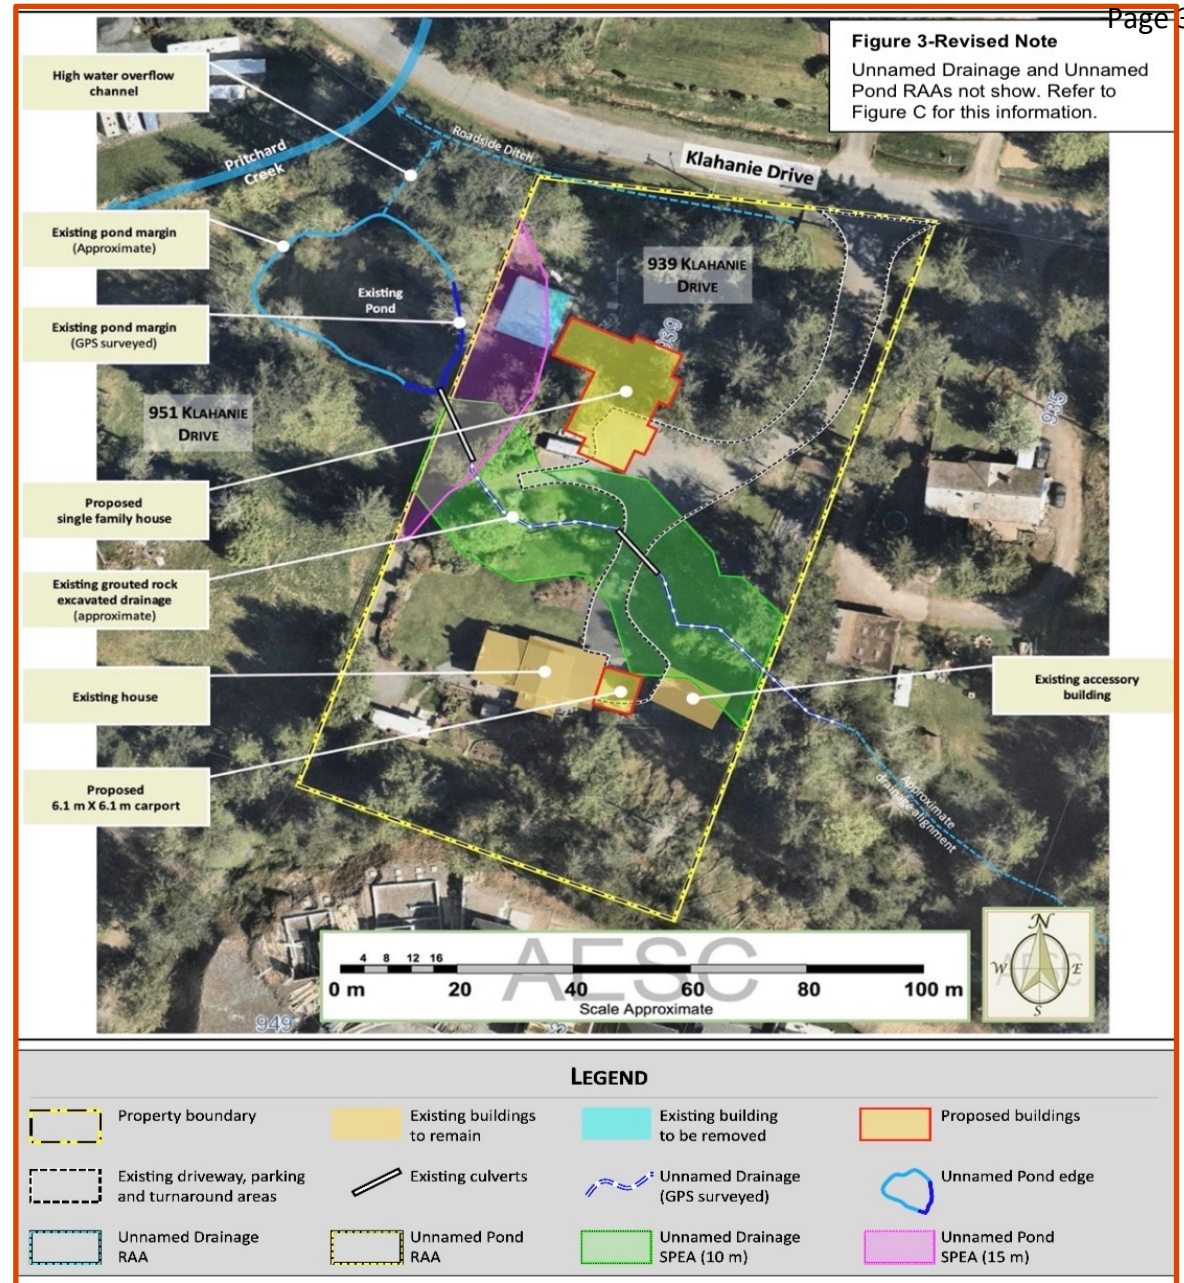 Page 3
Figure 3-Revised Note
Unnamed Drainage and Unnamed
Pond RAAs not show. Refer to
Figure C for this information.
High water overflow
channel
Roadside Ditch
Klahanie Drive
Pritchard
Creek
Existing pond margin
(Approximate)
939 KLAHANIE
DRIVE
Existing
Pond
Existing pond margin
(GPS surveyed)
939
951 KLAHANIE
DRIVE
935
Proposed
single family house
Existing grouted rock
excavated drainage
(approximate)
Existing house
Existing accessory
building
Proposed
6.1 m X 6.1 m carport
Approximate
drainage alignment
AESC
4 8 12 16
0 m 20 40 60 80 100 m
Scale Approximate
N
W E
S
949
LEGEND
Property boundary
Existing buildings
to remain
Existing building
to be removed
Proposed buildings
Existing driveway, parking
and turnaround areas
Existing culverts
Unnamed Drainage
(GPS surveyed)
Unnamed Pond edge
Unnamed Drainage
RAA
Unnamed Pond
RAA
Unnamed Drainage
SPEA (10 m)
Unnamed Pond
SPEA (15 m)